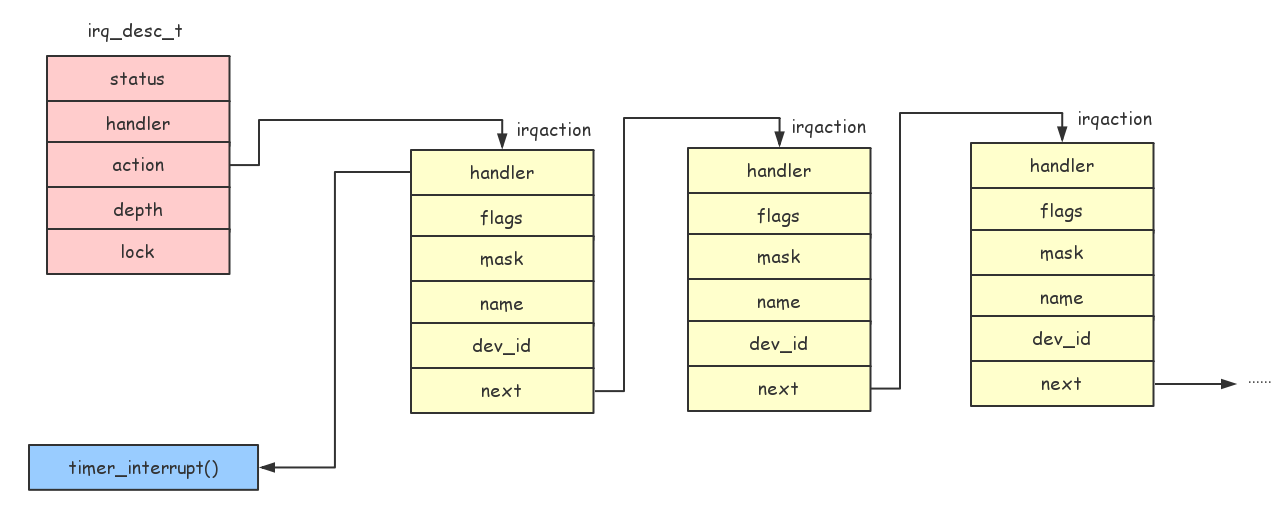 irq_desc_t
status
handler
action
depth
lock
irqaction
handler
flags
mask
name
dev_id
next
irqaction
handler
flags
mask
name
dev_id
next
irqaction
handler
flags
mask
name
dev_id
next
······
timer_interrupt()